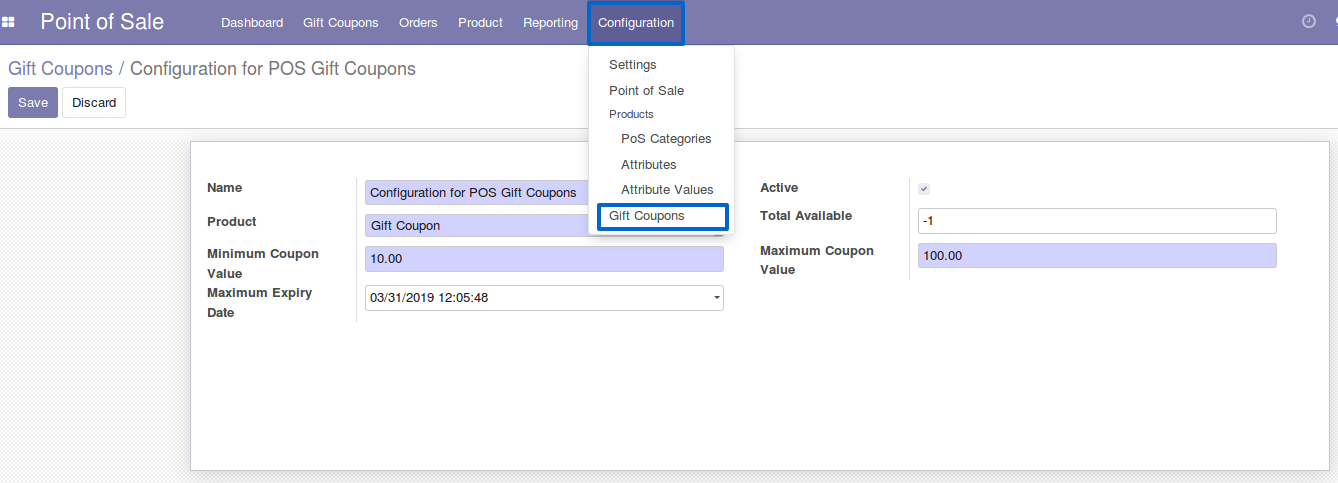 Point of Sale
Dashboard
Gift Coupons
Orders
Product
Reporting
Configuration
Gift Coupons / Configuration for POS Gift Coupons
Save
Discard
Settings
Point of Sale
Products
PoS Categories
Attributes
Attribute Values
Gift Coupons
Name
Configuration for POS Gift Coupons
Product
Gift Coupon
Minimum Coupon
Value
10.00
Maximum Expiry
Date
03/31/2019 12:05:48
Active
Total Available
-1
Maximum Coupon
Value
100.00